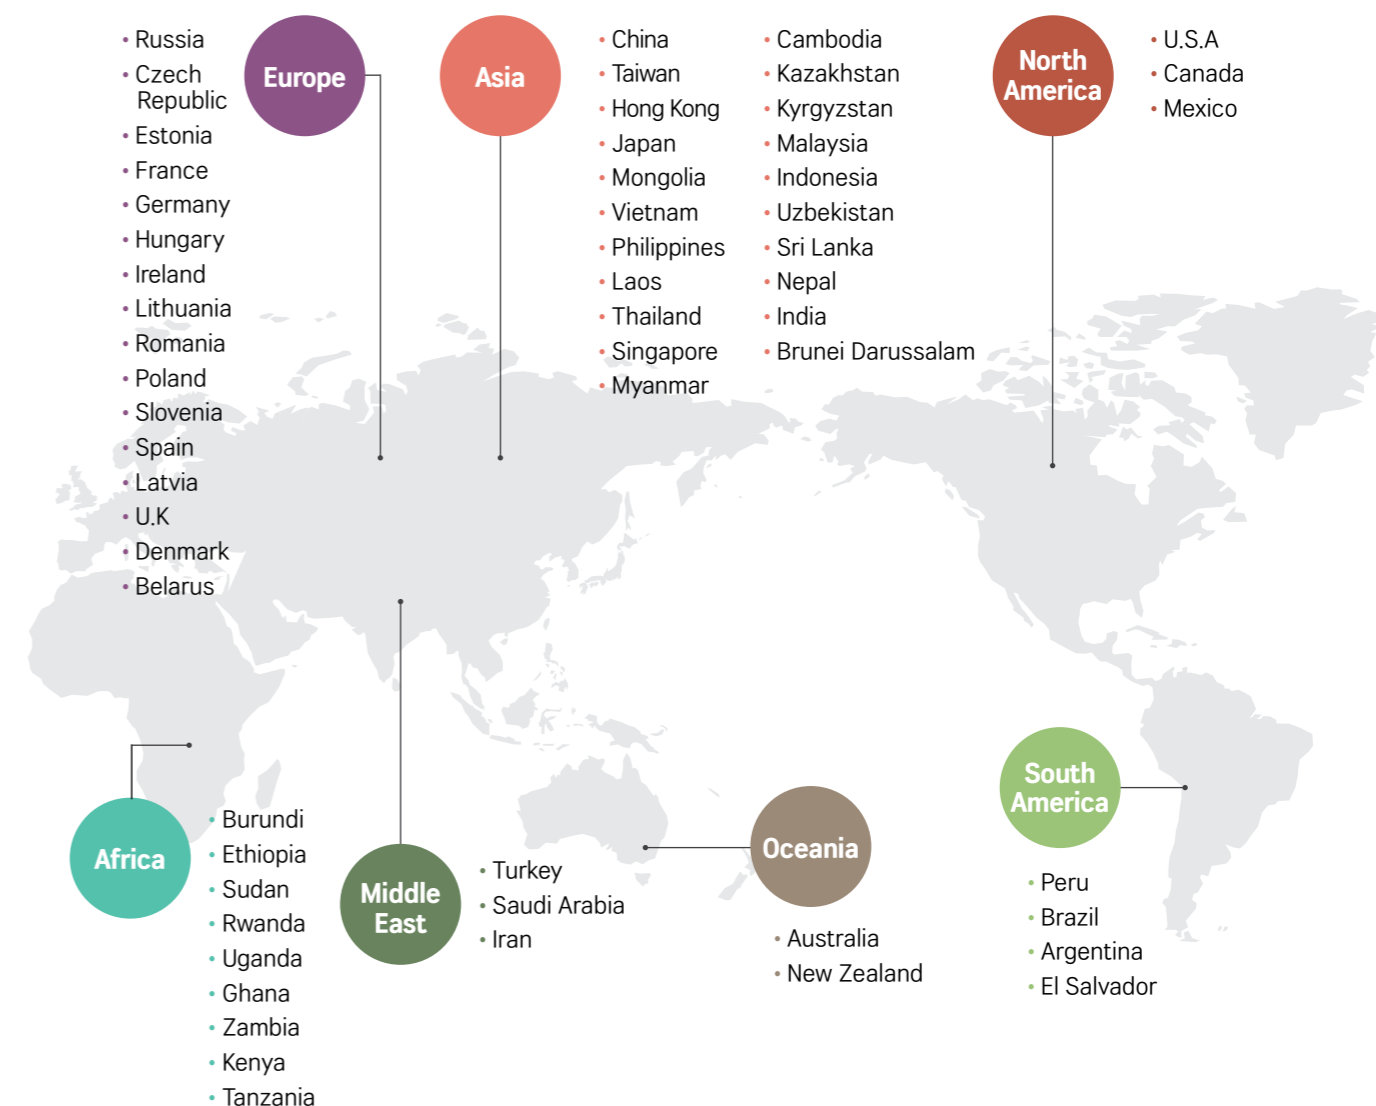 Europe
• Russia
• Czech
Republic
• Estonia
• France
• Germany
• Hungary
• Ireland
• Lithuania
• Romania
• Poland
• Slovenia
• Spain
• Latvia
• U.K
• Denmark
• Belarus
Asia
• China
• Taiwan
• Hong Kong
• Japan
• Mongolia
• Vietnam
• Philippines
• Laos
• Thailand
• Singapore
• Myanmar
• Cambodia
• Kazakhstan
• Kyrgyzstan
• Malaysia
• Indonesia
• Uzbekistan
• Sri Lanka
• Nepal
• India
• Brunei Darussalam
North
America
• U.S.A
• Canada
• Mexico
Africa
• Burundi
• Ethiopia
• Sudan
• Rwanda
• Uganda
• Ghana
• Zambia
• Kenya
• Tanzania
Middle
East
• Turkey
• Saudi Arabia
• Iran
Oceania
• Australia
• New Zealand
South
America
• Peru
• Brazil
• Argentina
• El Salvador